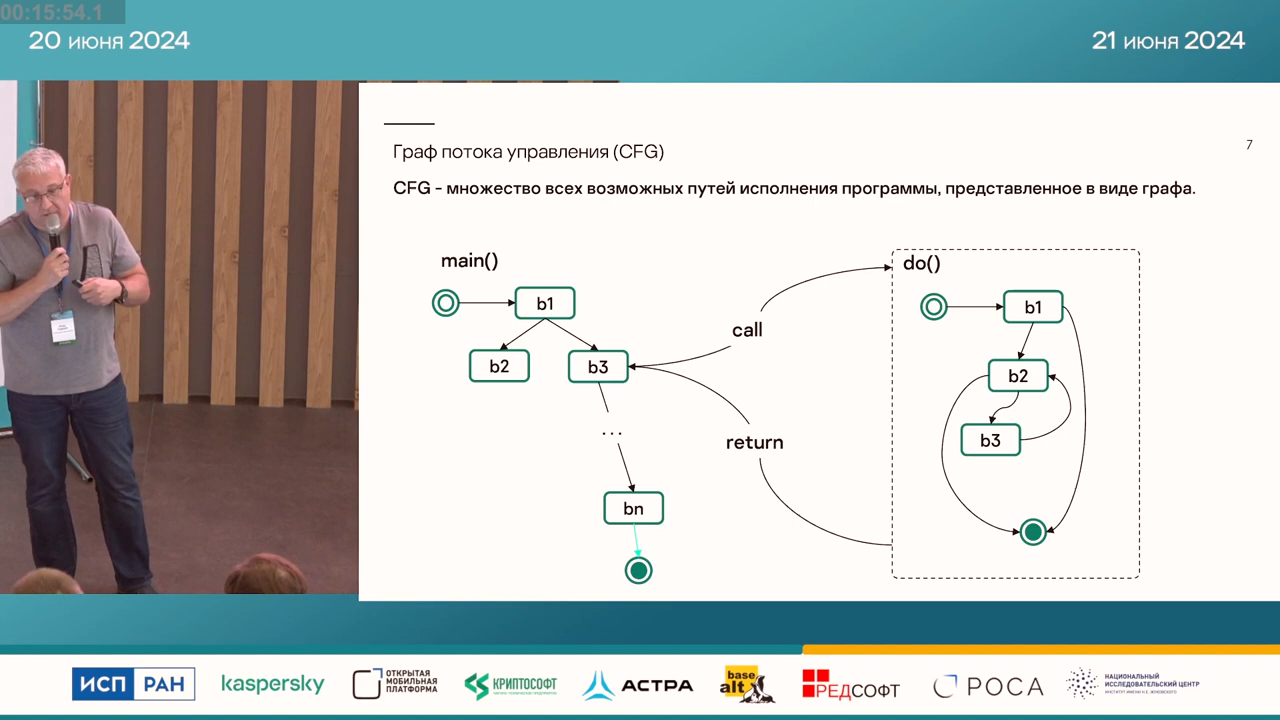 00:15:54.1
20 июня 2024
21 июня 2024
7
Граф потока управления (CFG)
CFG - множество всех возможных путей исполнения программы, представленное в виде графа.
main()
b1
b2
b3
...
bn
call
return
do()
b1
b2
b3
ИСП РАН
kaspersky
ОТКРЫТАЯ
МОБИЛЬНАЯ
ПЛАТФОРМА
КРИПТОСОФТ
АСТРА
base
alt
РЕДСОФТ
РОСА
НАЦИОНАЛЬНЫЙ
ИССЛЕДОВАТЕЛЬСКИЙ ЦЕНТР